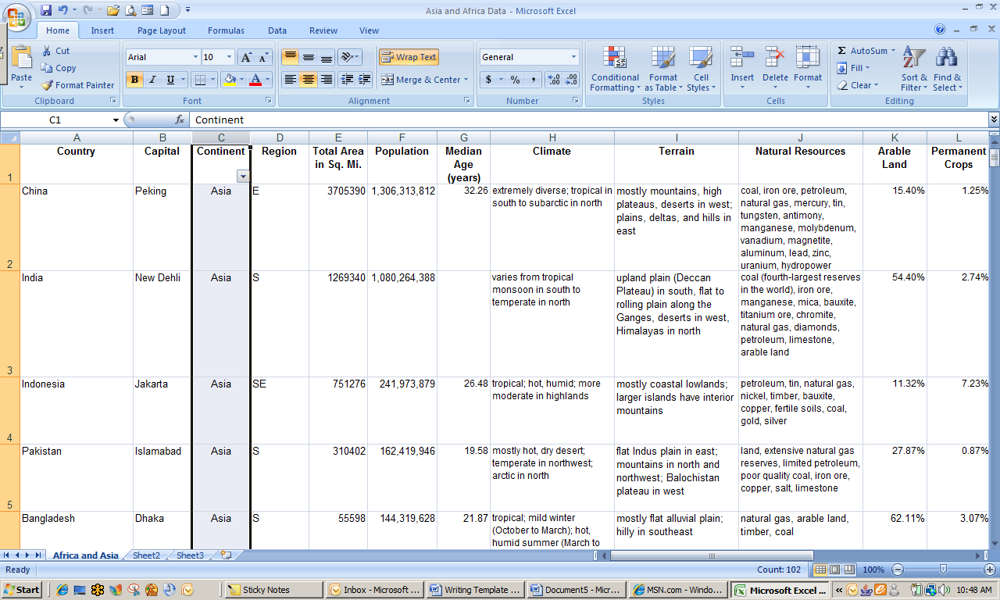 Asia and Africa Data - Microsoft Excel
Home Insert Page Layout Formulas Data Review View
Paste
Cut
Copy
Format Painter
Clipboard
Arial 10
B I U
Font
Wrap Text
Merge & Center
Alignment
General
$ % ,
Number
Conditional Formatting
Format as Table
Cell Styles
Styles
Insert Delete Format
Cells
AutoSum
Fill
Clear
Sort & Filter
Find & Select
Editing
C1 fx Continent
A B C D E F G H I J K L
1 Country Capital Continent Region Total Area in Sq. Mi. Population Median Age (years) Climate Terrain Natural Resources Arable Land Permanent Crops
2 China Peking Asia E 3705390 1,306,313,812 32.26 extremely diverse; tropical in south to subarctic in north mostly mountains, high plateaus, deserts in west; plains, deltas, and hills in east coal, iron ore, petroleum, natural gas, mercury, tin, tungsten, antimony, manganese, molybdenum, vanadium, magnetite, aluminum, lead, zinc, uranium, hydropower 15.40% 1.25%
3 India New Dehli Asia S 1269340 1,080,264,388 varies from tropical monsoon in south to temperate in north upland plain (Deccan Plateau) in south, flat to rolling plain along the Ganges, deserts in west, Himalayas in north coal (fourth-largest reserves in the world), iron ore, manganese, mica, bauxite, titanium ore, chromite, natural gas, diamonds, petroleum, limestone, arable land 54.40% 2.74%
4 Indonesia Jakarta Asia SE 751276 241,973,879 26.48 tropical; hot, humid; more moderate in highlands mostly coastal lowlands; larger islands have interior mountains petroleum, tin, natural gas, nickel, timber, bauxite, copper, fertile soils, coal, gold, silver 11.32% 7.23%
5 Pakistan Islamabad Asia S 310402 162,419,946 19.58 mostly hot, dry desert; temperate in northwest; arctic in north flat Indus plain in east; mountains in north and northwest; Balochistan plateau in west land, extensive natural gas reserves, limited petroleum, poor quality coal, iron ore, copper, salt, limestone 27.87% 0.87%
Bangladesh Dhaka Asia S 55598 144,319,628 21.87 tropical; mild winter (October to March); hot, humid summer (March to mostly flat alluvial plain; hilly in southeast natural gas, arable land, timber, coal 62.11% 3.07%
Africa and Asia Sheet2 Sheet3
Ready Count: 102 100%
Start Sticky Notes Inbox - Microsoft ... Writing Template ... Document5 - Micr... MSN.com - Windo... Microsoft Excel ... « 10:48 AM